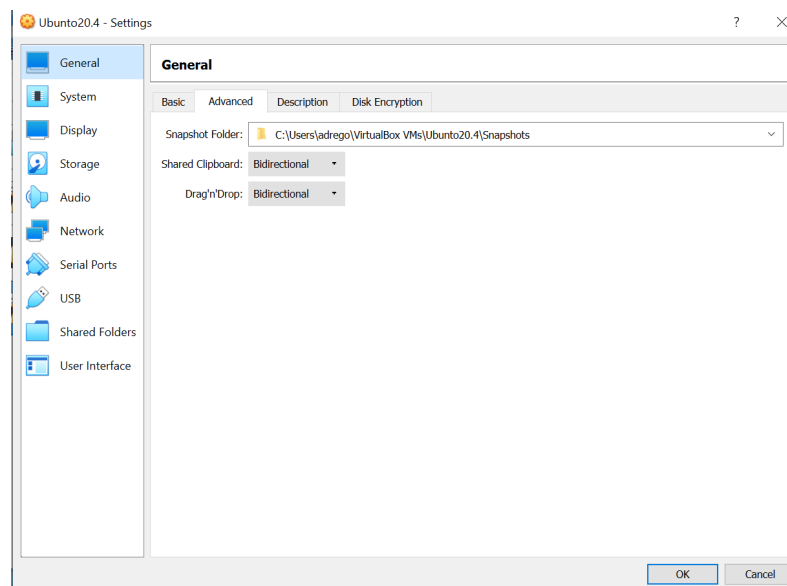 Ubunto20.4 - Settings ? ×
General
System
Display
Storage
Audio
Network
Serial Ports
USB
Shared Folders
User Interface
General
Basic Advanced Description Disk Encryption
Snapshot Folder: C:\Users\adrego\VirtualBox VMs\Ubunto20.4\Snapshots
Shared Clipboard: Bidirectional
Drag'n'Drop: Bidirectional
OK Cancel